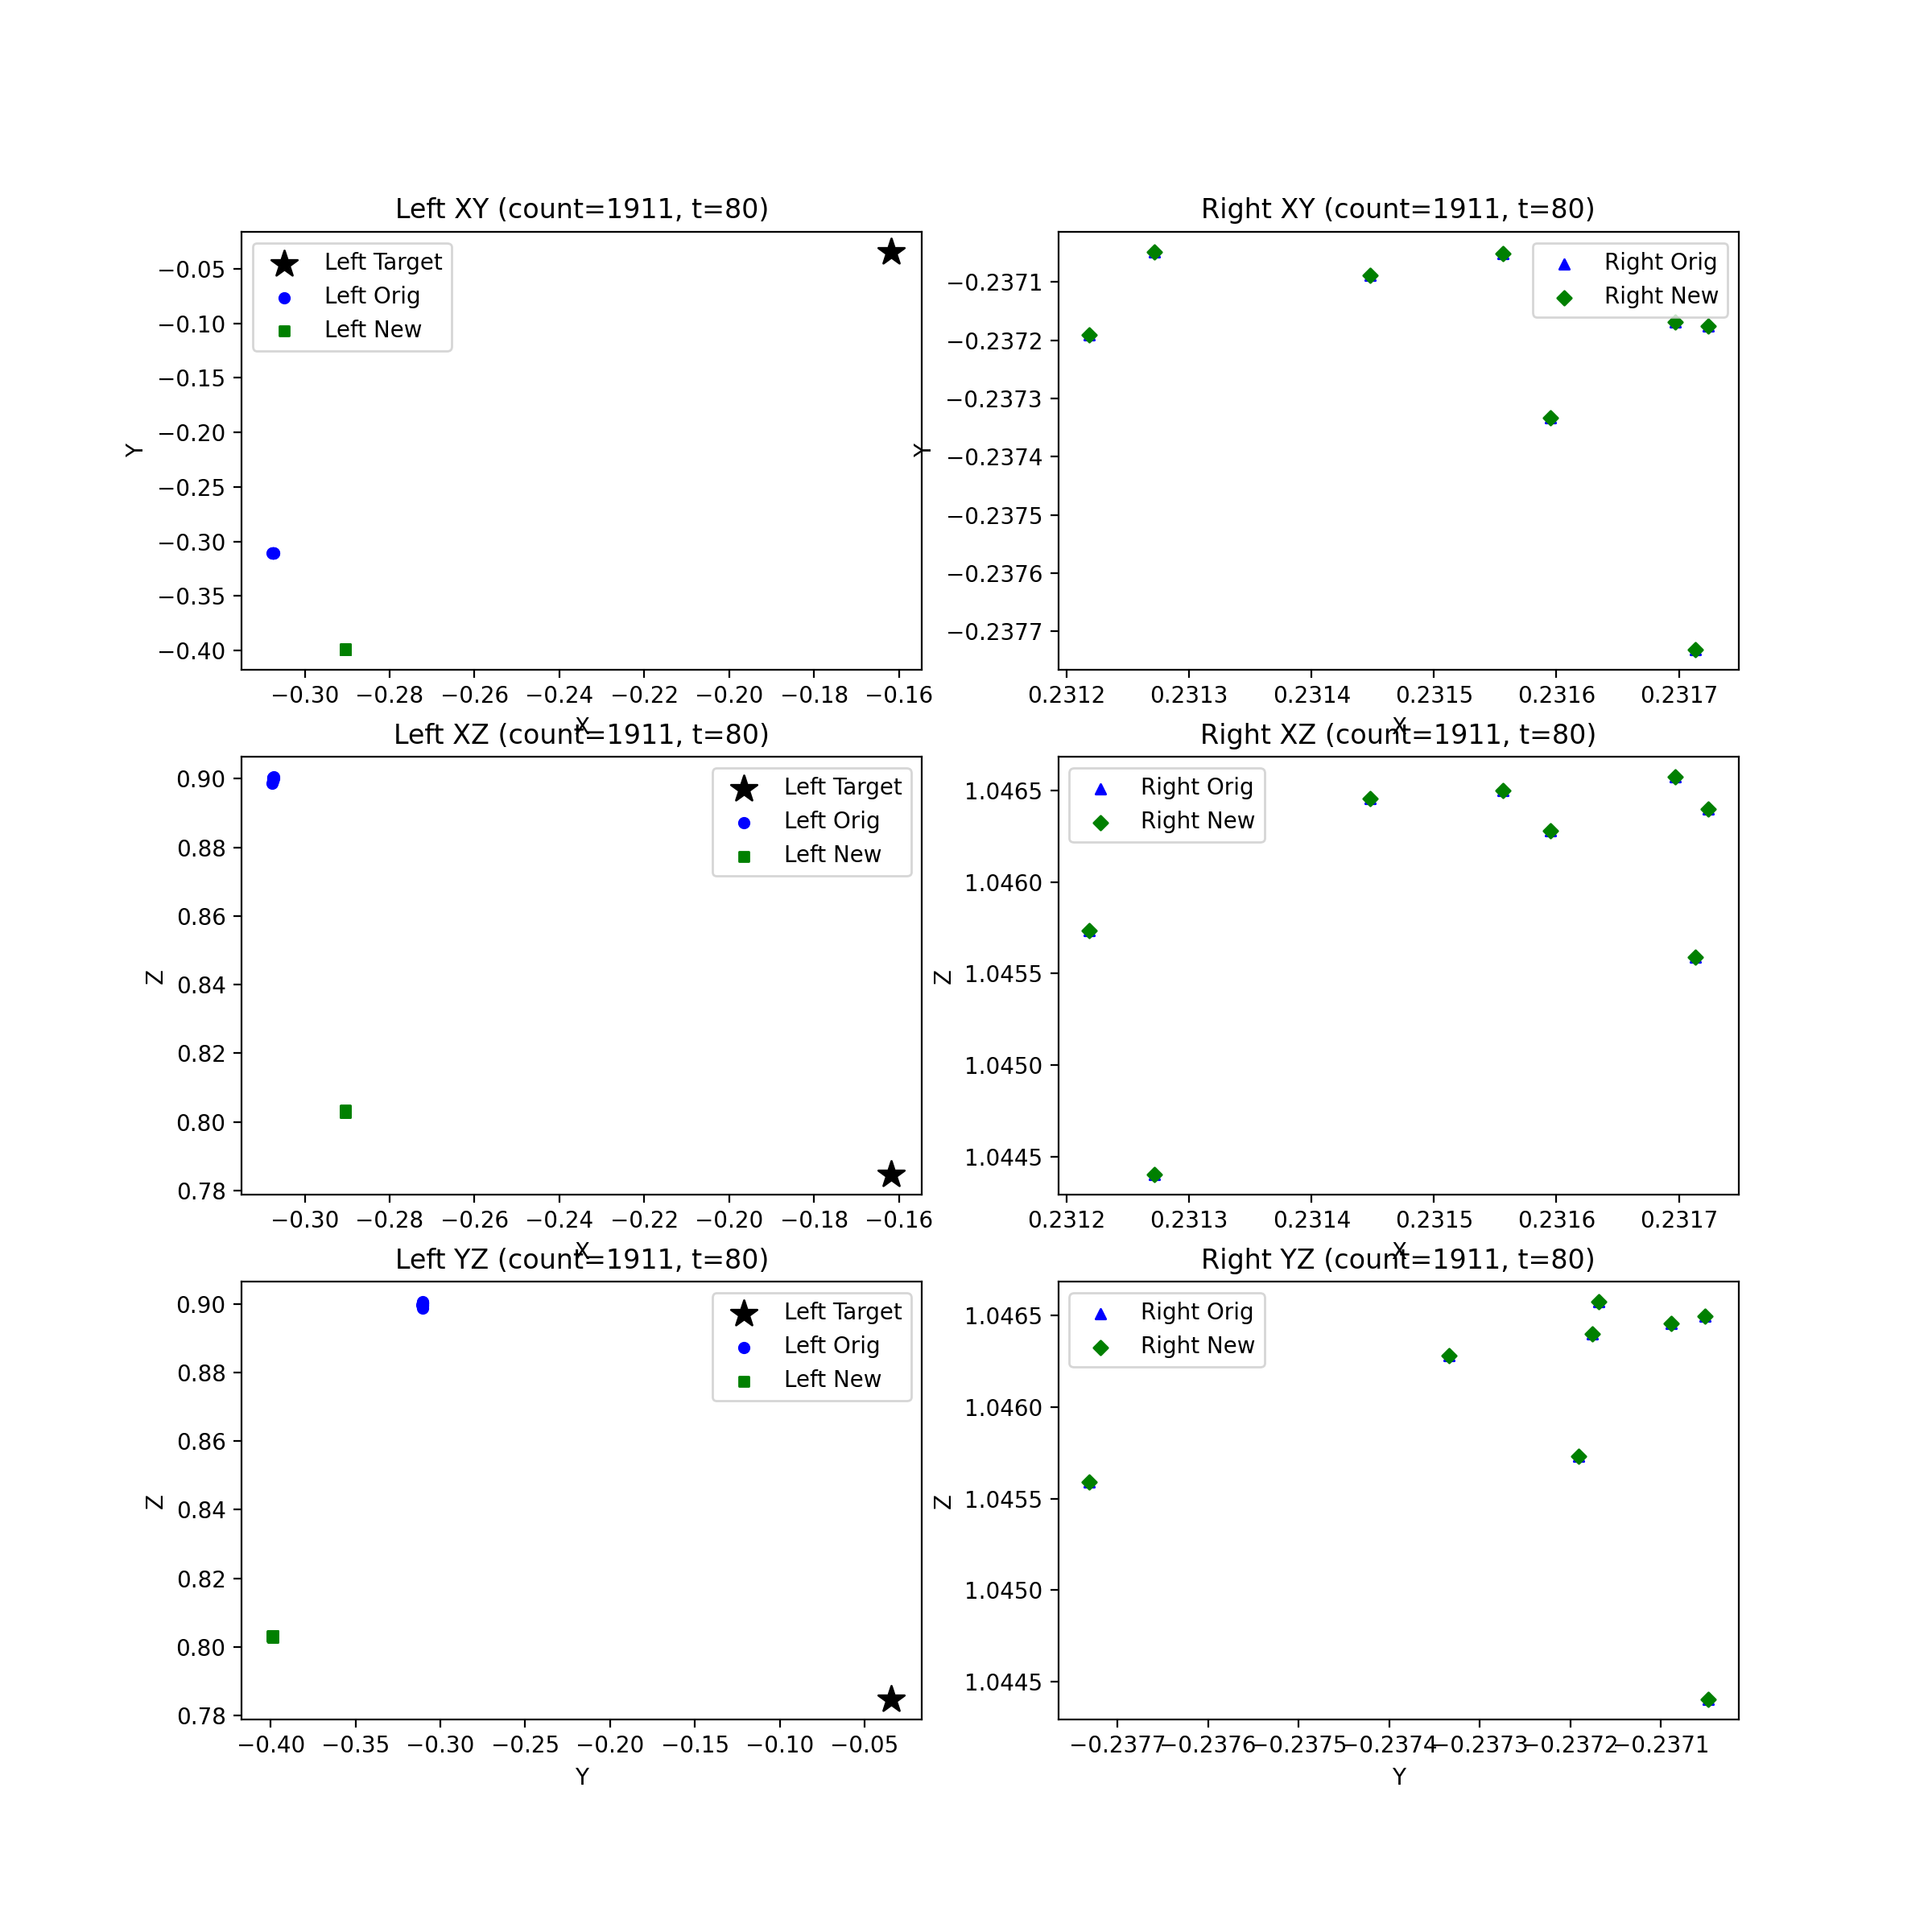 Left XY (count=1911, t=80)
Left Target
Left Orig
Left New
−0.05
−0.10
−0.15
−0.20
−0.25
−0.30
−0.35
−0.40
Y
−0.30 −0.28 −0.26 −0.24 −0.22 −0.20 −0.18 −0.16
X
Right XY (count=1911, t=80)
Right Orig
Right New
−0.2371
−0.2372
−0.2373
−0.2374
−0.2375
−0.2376
−0.2377
Y
0.2312 0.2313 0.2314 0.2315 0.2316 0.2317
X
Left XZ (count=1911, t=80)
Left Target
Left Orig
Left New
0.90
0.88
0.86
0.84
0.82
0.80
0.78
Z
−0.30 −0.28 −0.26 −0.24 −0.22 −0.20 −0.18 −0.16
X
Right XZ (count=1911, t=80)
Right Orig
Right New
1.0465
1.0460
1.0455
1.0450
1.0445
Z
0.2312 0.2313 0.2314 0.2315 0.2316 0.2317
X
Left YZ (count=1911, t=80)
Left Target
Left Orig
Left New
0.90
0.88
0.86
0.84
0.82
0.80
0.78
Z
−0.40 −0.35 −0.30 −0.25 −0.20 −0.15 −0.10 −0.05
Y
Right YZ (count=1911, t=80)
Right Orig
Right New
1.0465
1.0460
1.0455
1.0450
1.0445
Z
−0.2377 −0.2376 −0.2375 −0.2374 −0.2373 −0.2372 −0.2371
Y